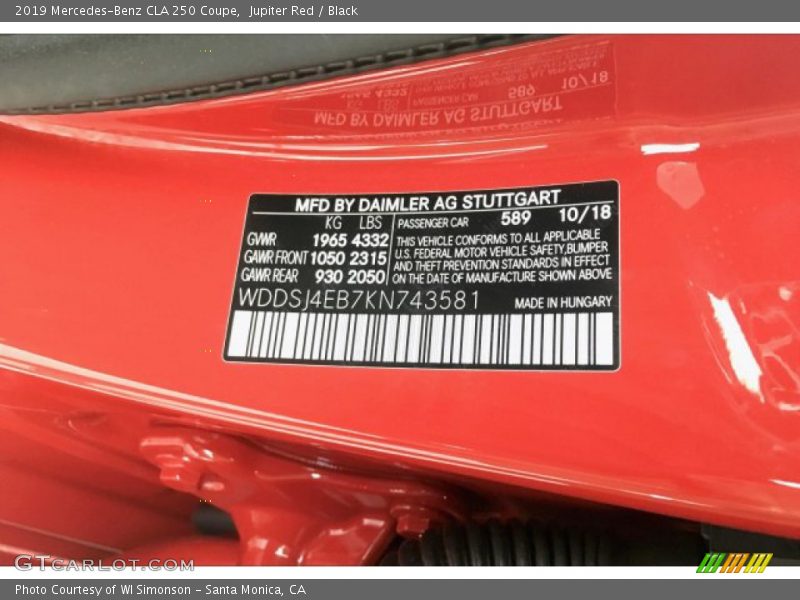 2019 Mercedes-Benz CLA 250 Coupe, Jupiter Red / Black
MFD BY DAIMLER AG STUTTGART
KG LBS PASSENGER CAR 589 10/18
GVWR 1965 4332 THIS VEHICLE CONFORMS TO ALL APPLICABLE
GAWR FRONT 1050 2315 U.S. FEDERAL MOTOR VEHICLE SAFETY,BUMPER
AND THEFT PREVENTION STANDARDS IN EFFECT
GAWR REAR 930 2050 ON THE DATE OF MANUFACTURE SHOWN ABOVE
WDDSJ4EB7KN743581 MADE IN HUNGARY
GTCARLOT.COM
Photo Courtesy of WI Simonson - Santa Monica, CA